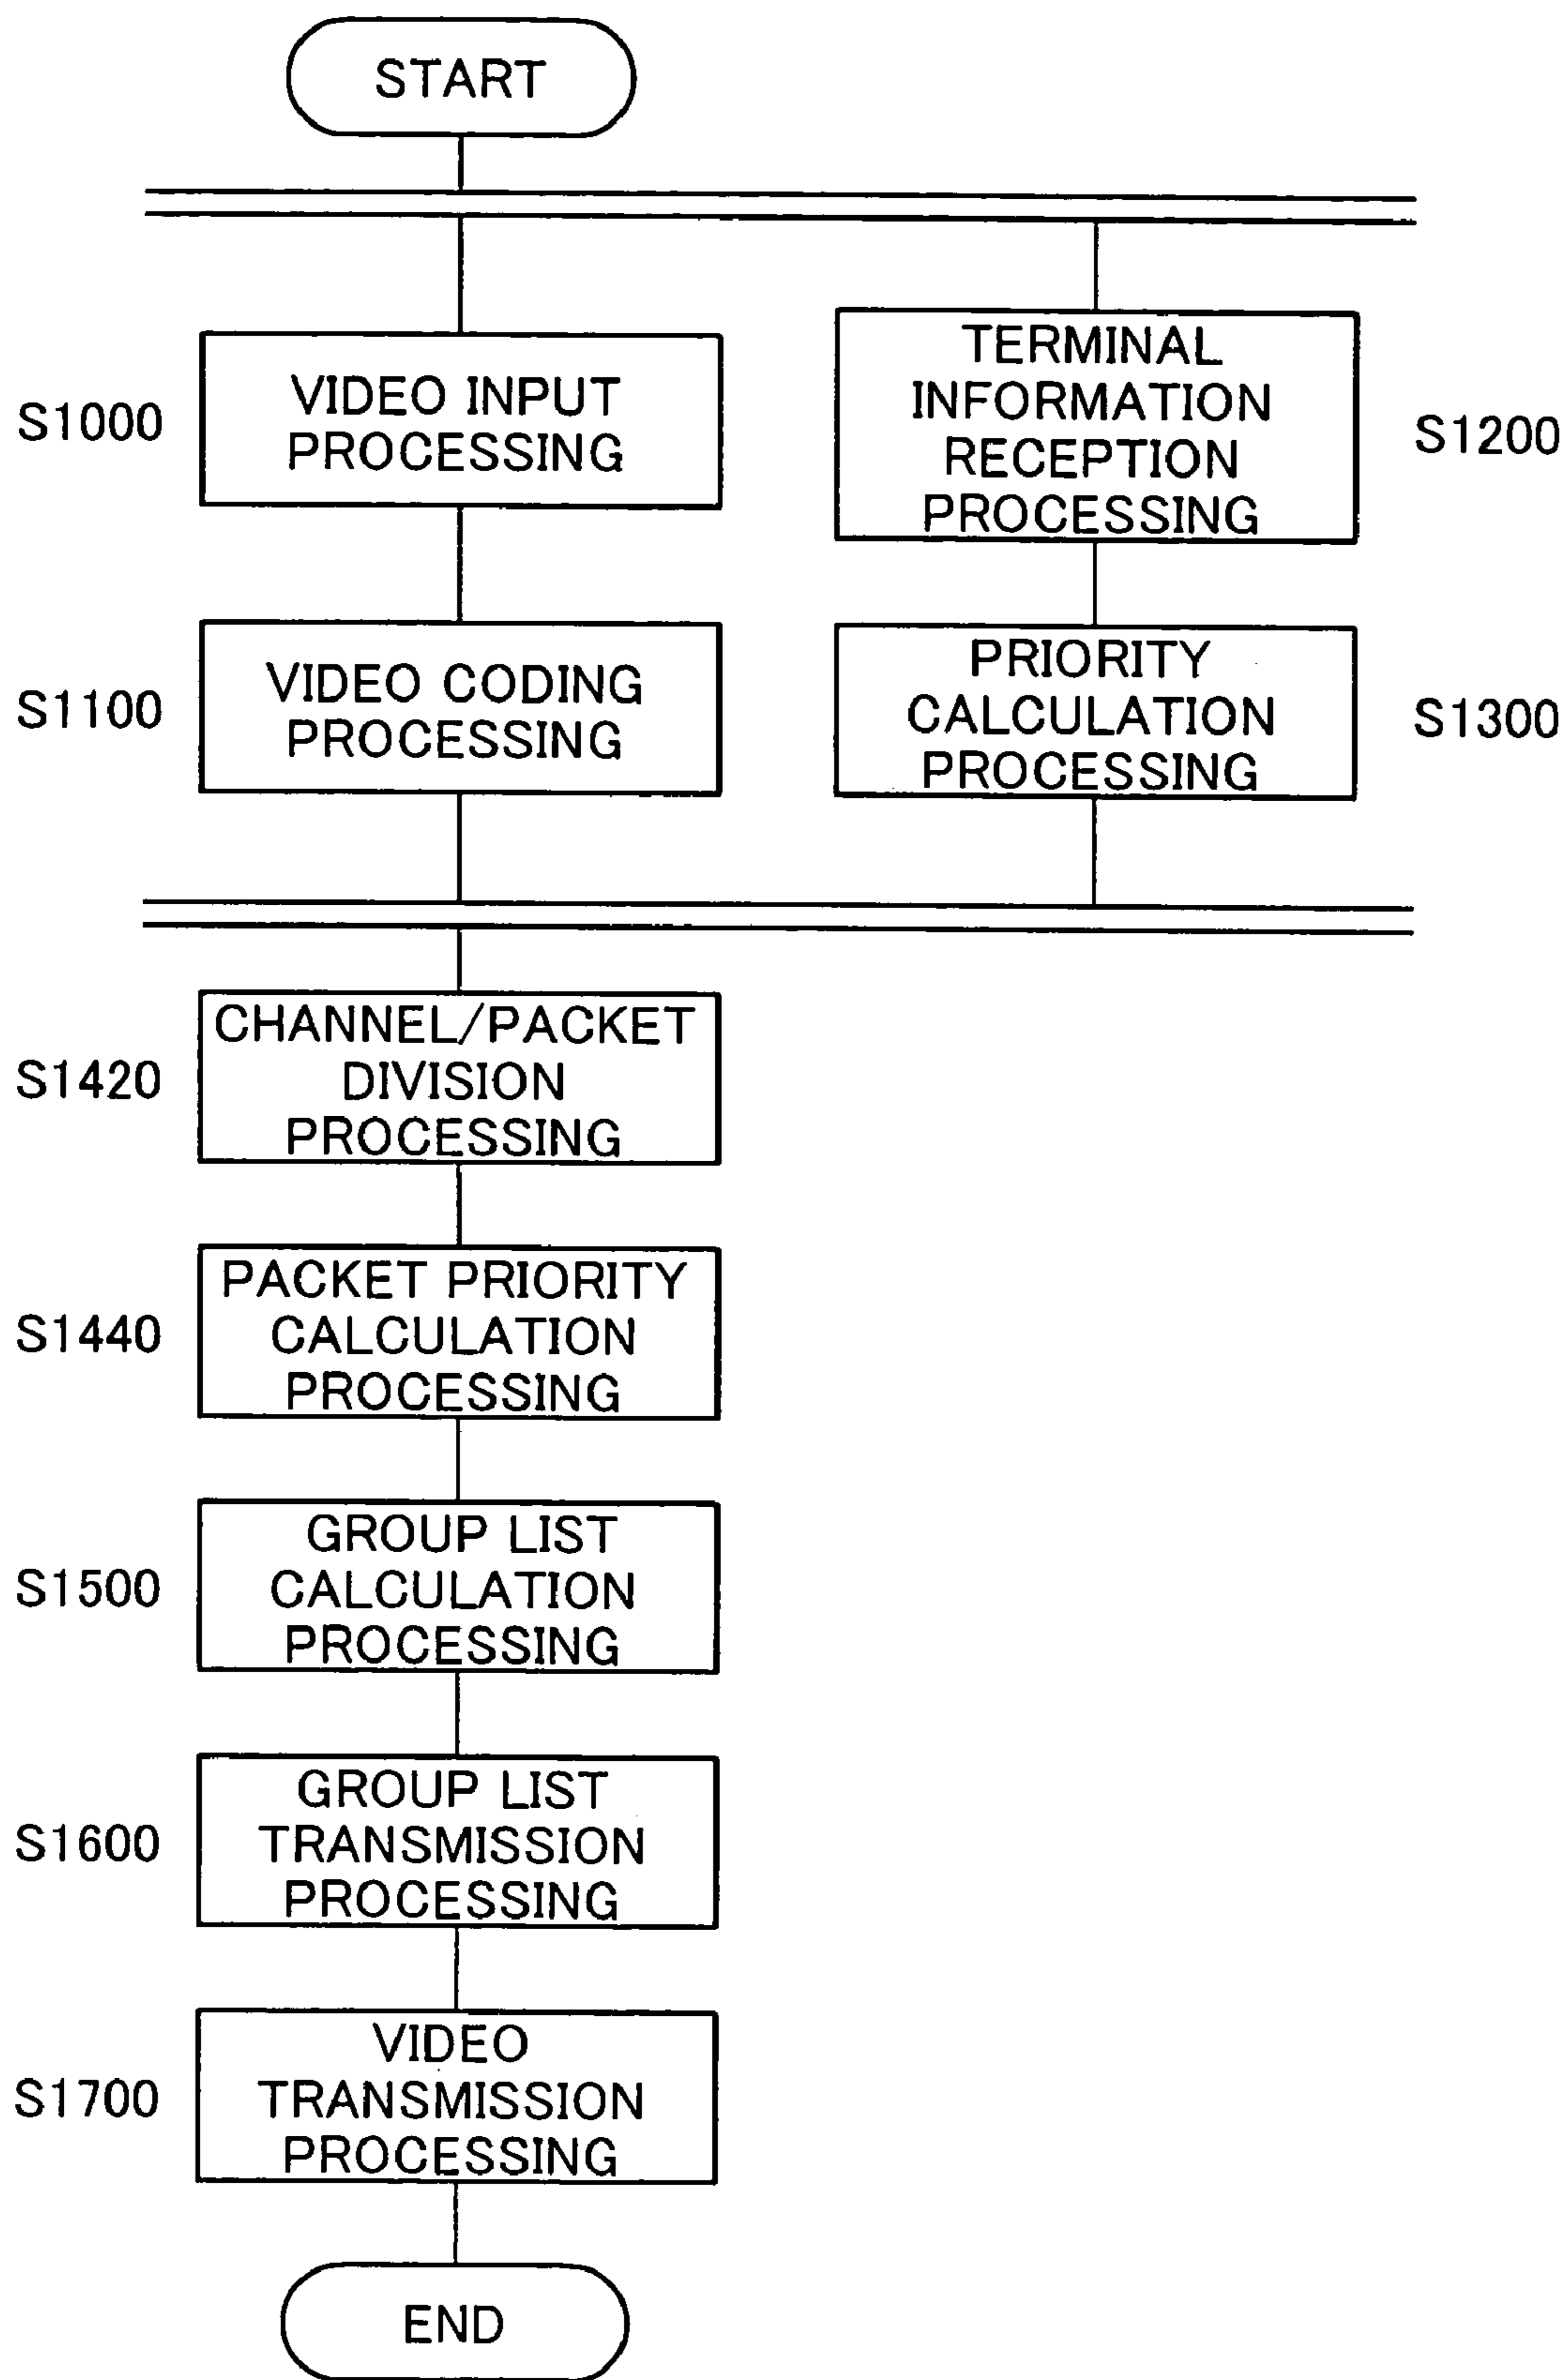 START
S1000
VIDEO INPUT
PROCESSING
TERMINAL
INFORMATION
RECEPTION
PROCESSING
S1200
S1100
VIDEO CODING
PROCESSING
PRIORITY
CALCULATION
PROCESSING
S1300
S1420
CHANNEL/PACKET
DIVISION
PROCESSING
S1440
PACKET PRIORITY
CALCULATION
PROCESSING
S1500
GROUP LIST
CALCULATION
PROCESSING
S1600
GROUP LIST
TRANSMISSION
PROCESSING
S1700
VIDEO
TRANSMISSION
PROCESSING
END